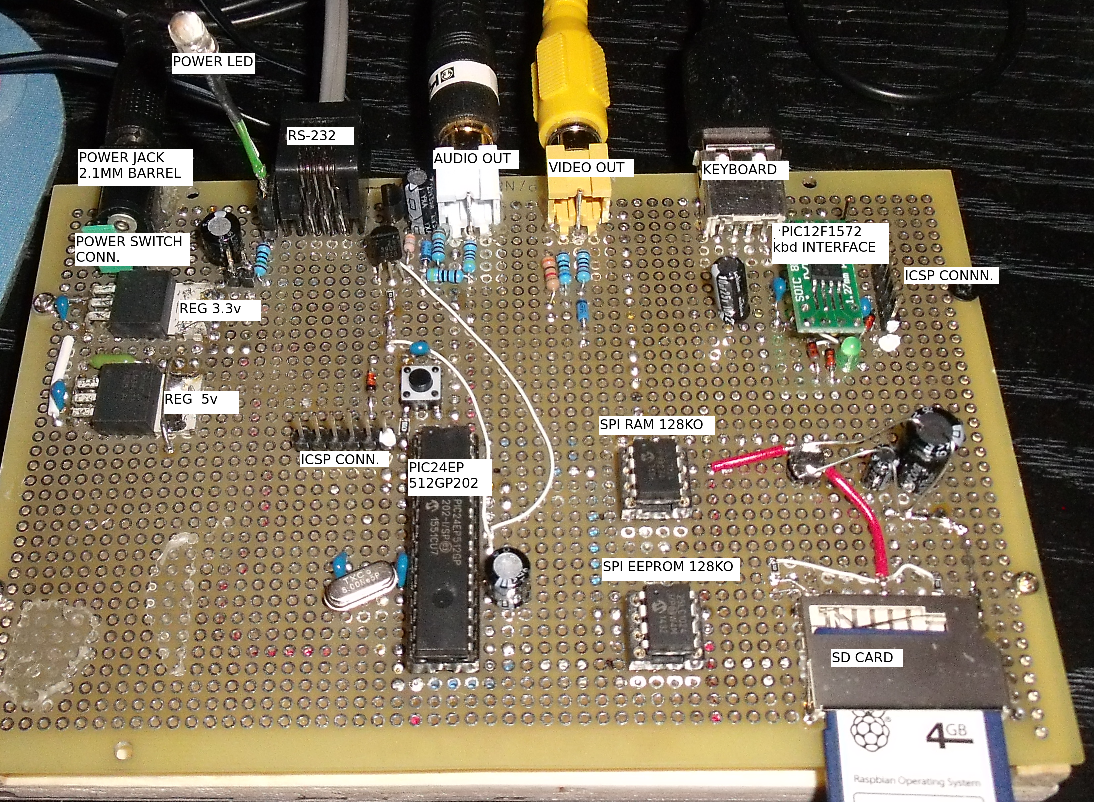 POWER LED
RS-232
POWER JACK
2.1MM BARREL
AUDIO OUT
VIDEO OUT
KEYBOARD
POWER SWITCH
CONN.
PIC12F1572
kbd INTERFACE
ICSP CONNN.
REG 3.3v
REG 5v
SPI RAM 128KO
ICSP CONN.
PIC24EP
512GP202
SPI EEPROM 128KO
SD CARD
4GB
Raspbian Operating System